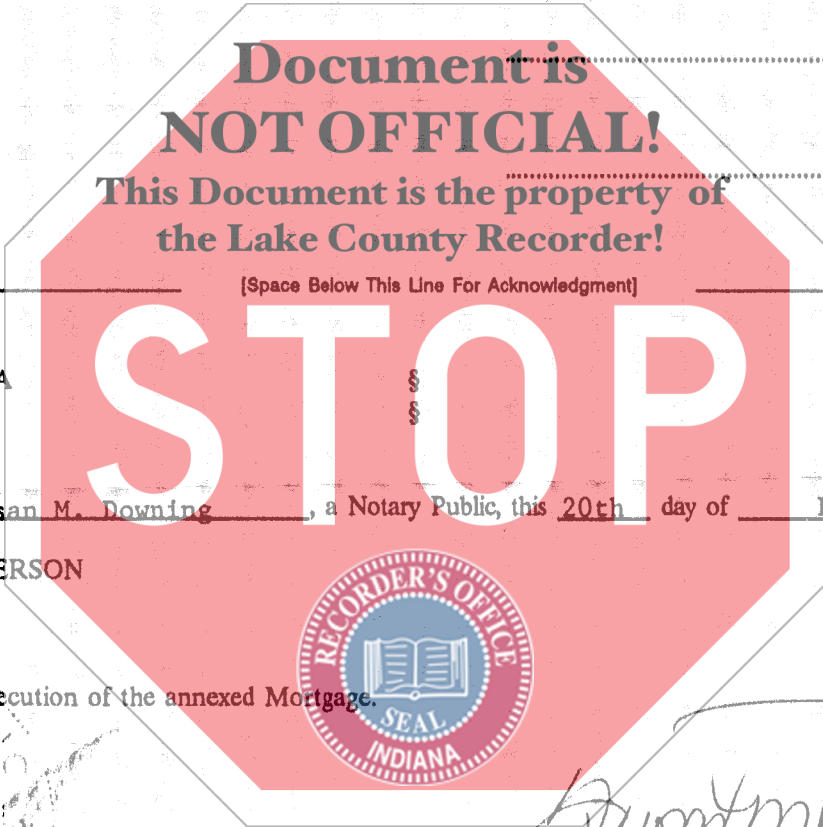 Document is
NOT OFFICIAL!
This Document is the property of
the Lake County Recorder!
[Space Below This Line For Acknowledgment]
STOP
A
§
§
san M. Downing , a Notary Public, this 20th day of
ERSON
RECORDER'S OFFICE
ecution of the annexed Mortgage.
SEAL
INDIANA